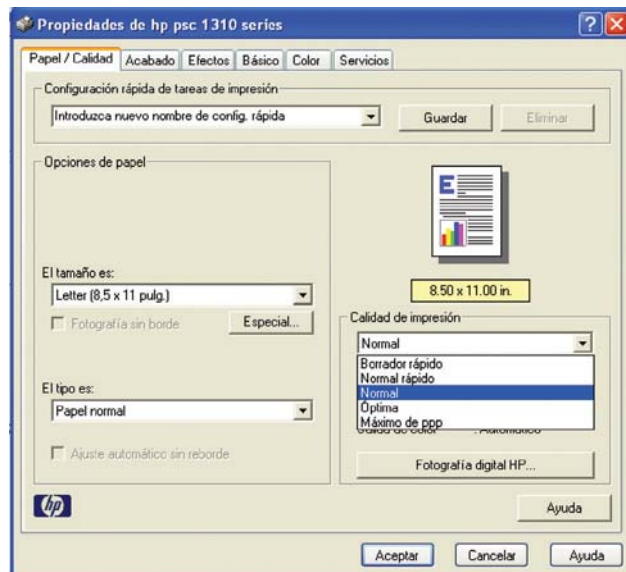 Propiedades de hp psc 1310 series
Papel / Calidad Acabado Efectos Básico Color Servicios
Configuración rápida de tareas de impresión
Introduzca nuevo nombre de config. rápida Guardar Eliminar
Opciones de papel
E
El tamaño es:
Letter (8,5 x 11 pulg.)
8.50 x 11.00 in.
Fotografía sin borde Especial...
Calidad de impresión
Normal
Borrador rápido
Normal rápido
Normal
Óptima
Máximo de ppp
El tipo es:
Papel normal
Salida de color : Automático
Ajuste automático sin reborde
Fotografía digital HP...
hp
Ayuda
Aceptar Cancelar Ayuda